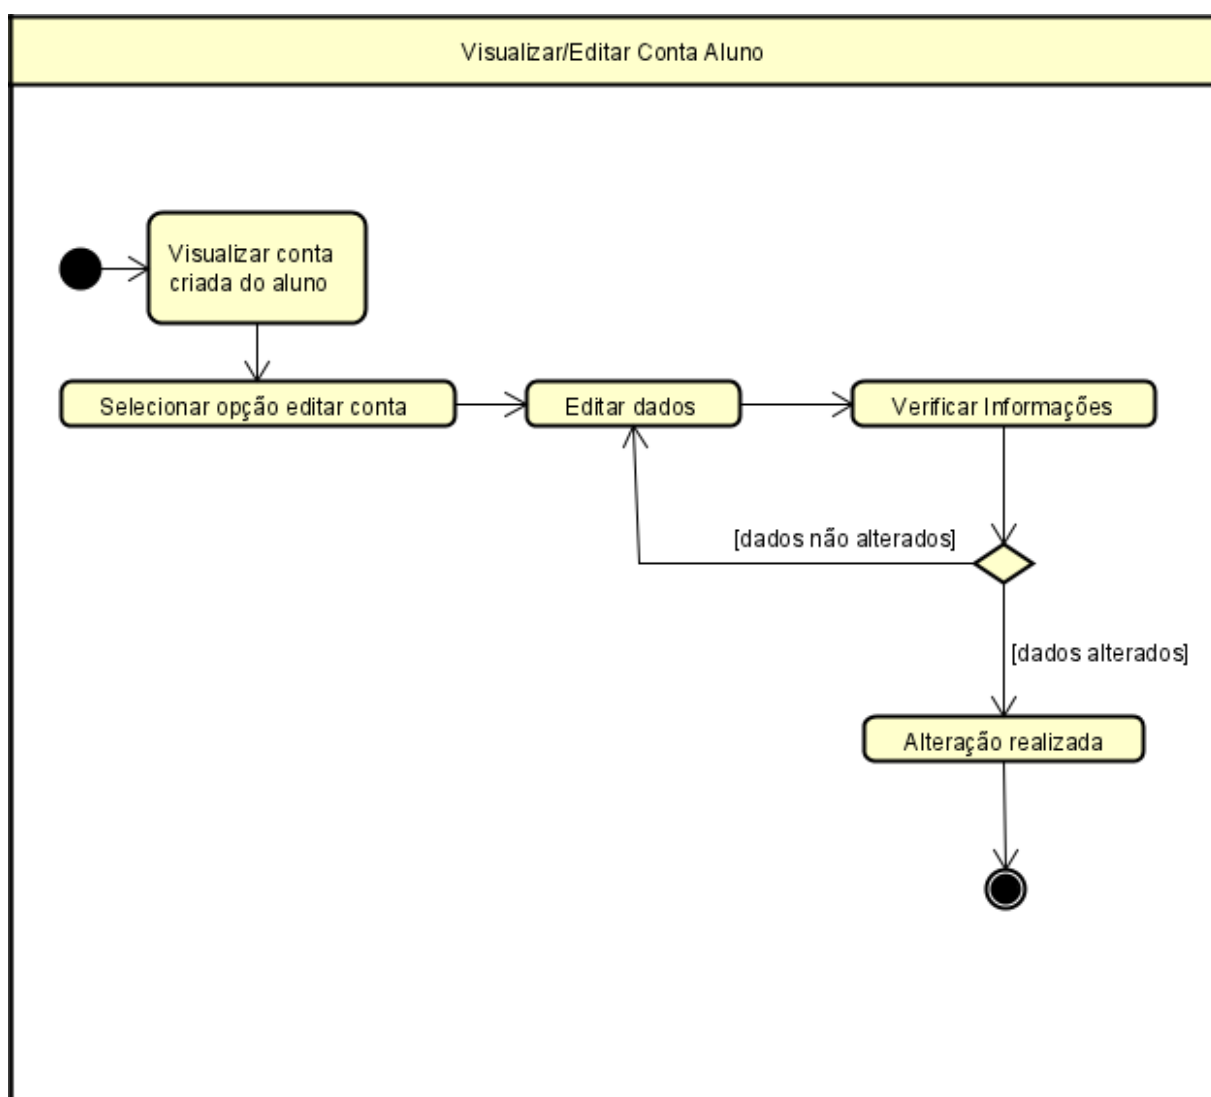 Visualizar/Editar Conta Aluno
Visualizar conta
criada do aluno
Selecionar opção editar conta
Editar dados
Verificar Informações
[dados não alterados]
[dados alterados]
Alteração realizada